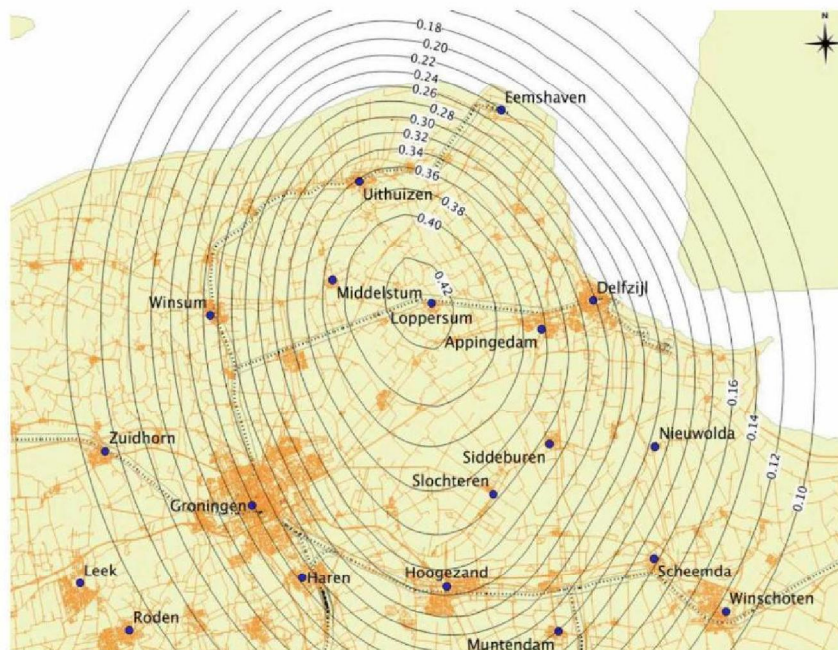 0.18
0.20
0.22
0.24
0.26
0.28
0.30
0.32
0.34
0.36
0.38
0.40
0.42
Eemshaven
Uithuizen
Middelstum
Delfzijl
Winsum
Loppersum
Appingedam
0.16
0.14
0.12
0.10
Zuidhorn
Nieuwolda
Siddeburen
Slochteren
Groningen
Leek
Haren
Hoogezand
Scheemda
Roden
Winschoten
Muntendam